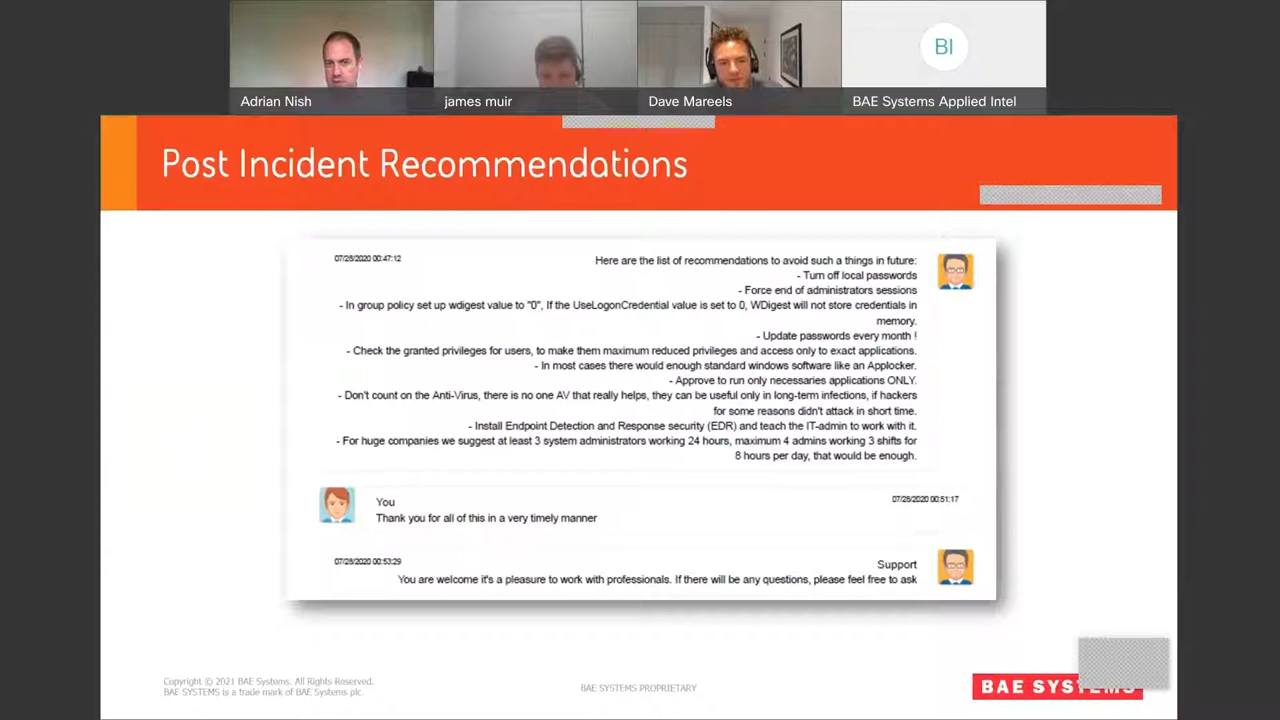 BI
Adrian Nish
james muir
Dave Mareels
BAE Systems Applied Intel
Post Incident Recommendations
07/28/2020 00:47:12
Here are the list of recommendations to avoid such a things in future:
- Turn off local passwords
- Force end of administrators sessions
- In group policy set up wdigest value to "0", If the UseLogonCredential value is set to 0, WDigest will not store credentials in
memory.
- Update passwords every month !
- Check the granted privileges for users, to make them maximum reduced privileges and access only to exact applications.
- In most cases there would enough standard windows software like an Applocker.
- Approve to run only necessaries applications ONLY.
- Don't count on the Anti-Virus, there is no one AV that really helps, they can be useful only in long-term infections, if hackers
for some reasons didn't attack in short time.
- Install Endpoint Detection and Response security (EDR) and teach the IT-admin to work with it.
- For huge companies we suggest at least 3 system administrators working 24 hours, maximum 4 admins working 3 shifts for
8 hours per day, that would be enough.
You
07/28/2020 00:51:17
Thank you for all of this in a very timely manner
07/28/2020 00:53:29
Support
You are welcome it's a pleasure to work with professionals. If there will be any questions, please feel free to ask
Copyright © 2021 BAE Systems. All Rights Reserved.
BAE SYSTEMS is a trade mark of BAE Systems plc.
BAE SYSTEMS PROPRIETARY
BAE SYSTEMS